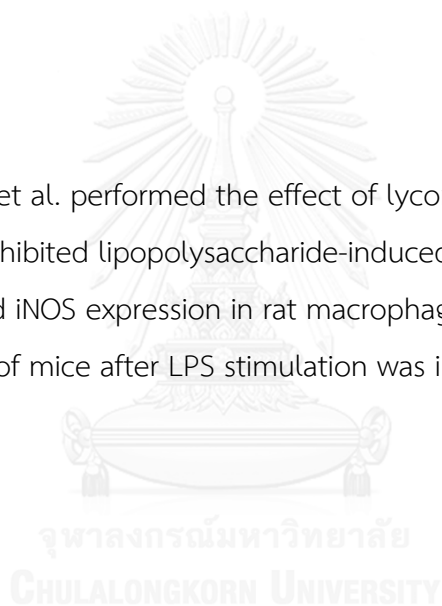 et al. performed the effect of lyco
hibited lipopolysaccharide-induced
d iNOS expression in rat macrophag
of mice after LPS stimulation was i
จุฬาลงกรณ์มหาวิทยาลัย
CHULALONGKORN UNIVERSITY